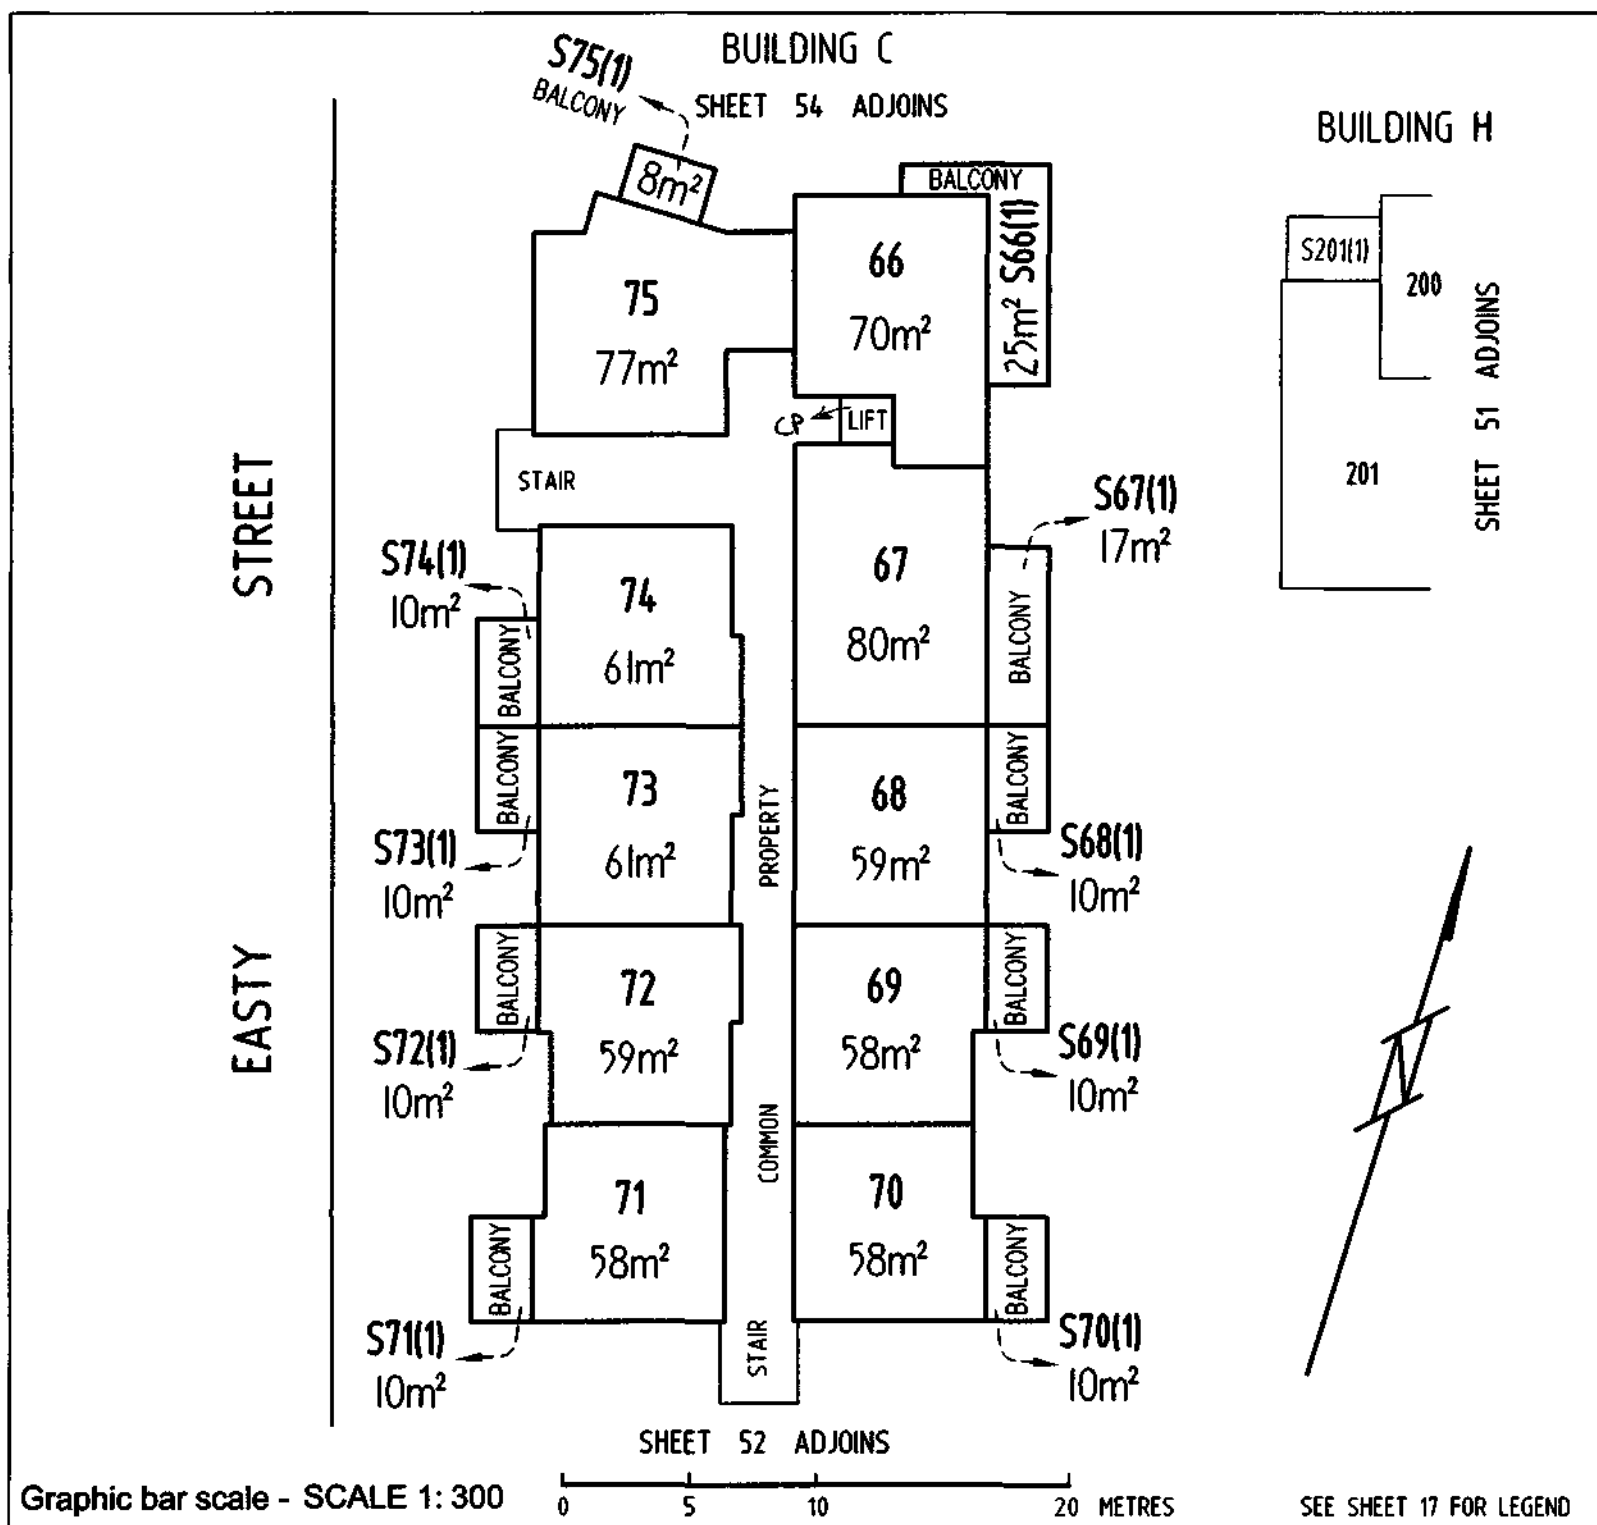 BUILDING C
S75(1)
BALCONY
SHEET 54 ADJOINS
8m²
BUILDING H
BALCONY
S66(1)
25m²
66
70m²
75
77m²
S201(1)
200
201
SHEET 51 ADJOINS
CP
LIFT
STAIR
S67(1)
17m²
STREET
EASTY
S74(1)
10m²
BALCONY
74
61m²
67
80m²
BALCONY
BALCONY
73
61m²
S73(1)
10m²
COMMON PROPERTY
68
59m²
BALCONY
S68(1)
10m²
BALCONY
72
59m²
S72(1)
10m²
69
58m²
BALCONY
S69(1)
10m²
71
58m²
BALCONY
S71(1)
10m²
70
58m²
BALCONY
S70(1)
10m²
STAIR
SHEET 52 ADJOINS
Graphic bar scale - SCALE 1: 300
0 5 10 20 METRES
SEE SHEET 17 FOR LEGEND
N